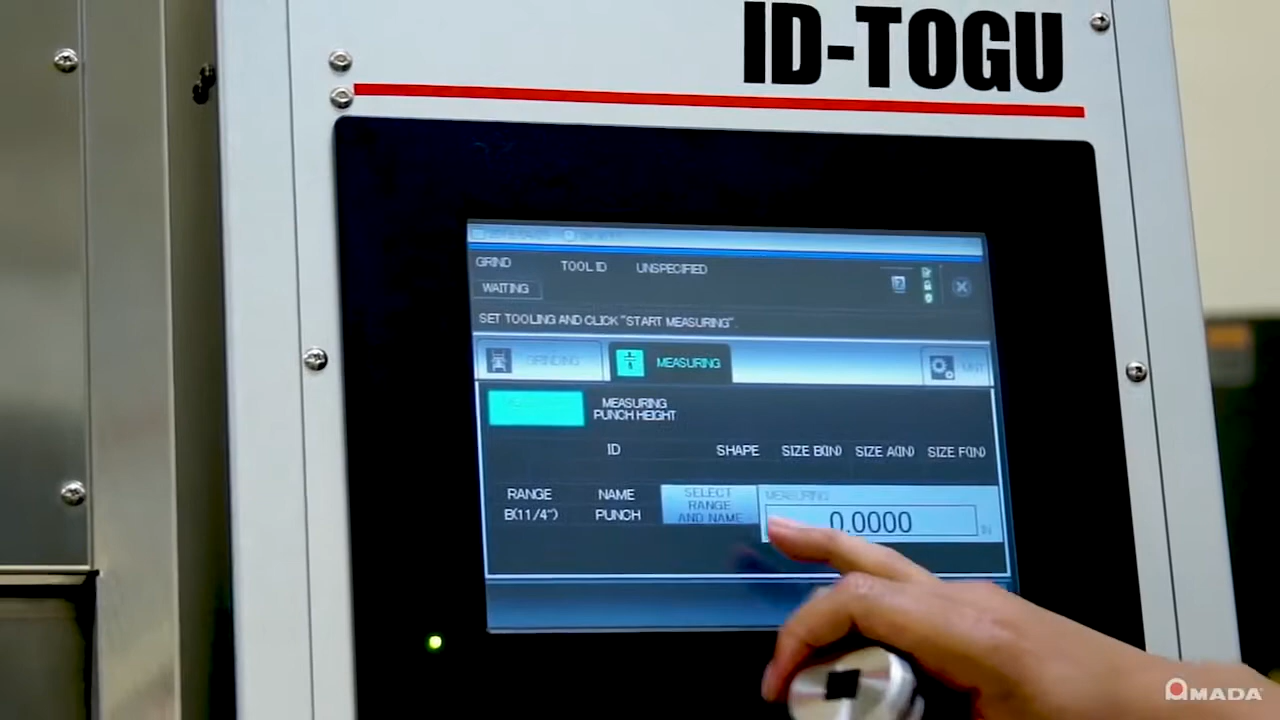 ID-TOGU
GRIND TOOL ID UNSPECIFIED
WAITING
SET TOOLING AND CLICK "START MEASURING".
GRINDING MEASURING
MEASURING
PUNCH HEIGHT
ID SHAPE SIZE B(IN) SIZE A(IN) SIZE F(IN)
RANGE NAME SELECT RANGE AND NAME MEASURING
B(11/4") PUNCH 0.0000 IN
AMADA